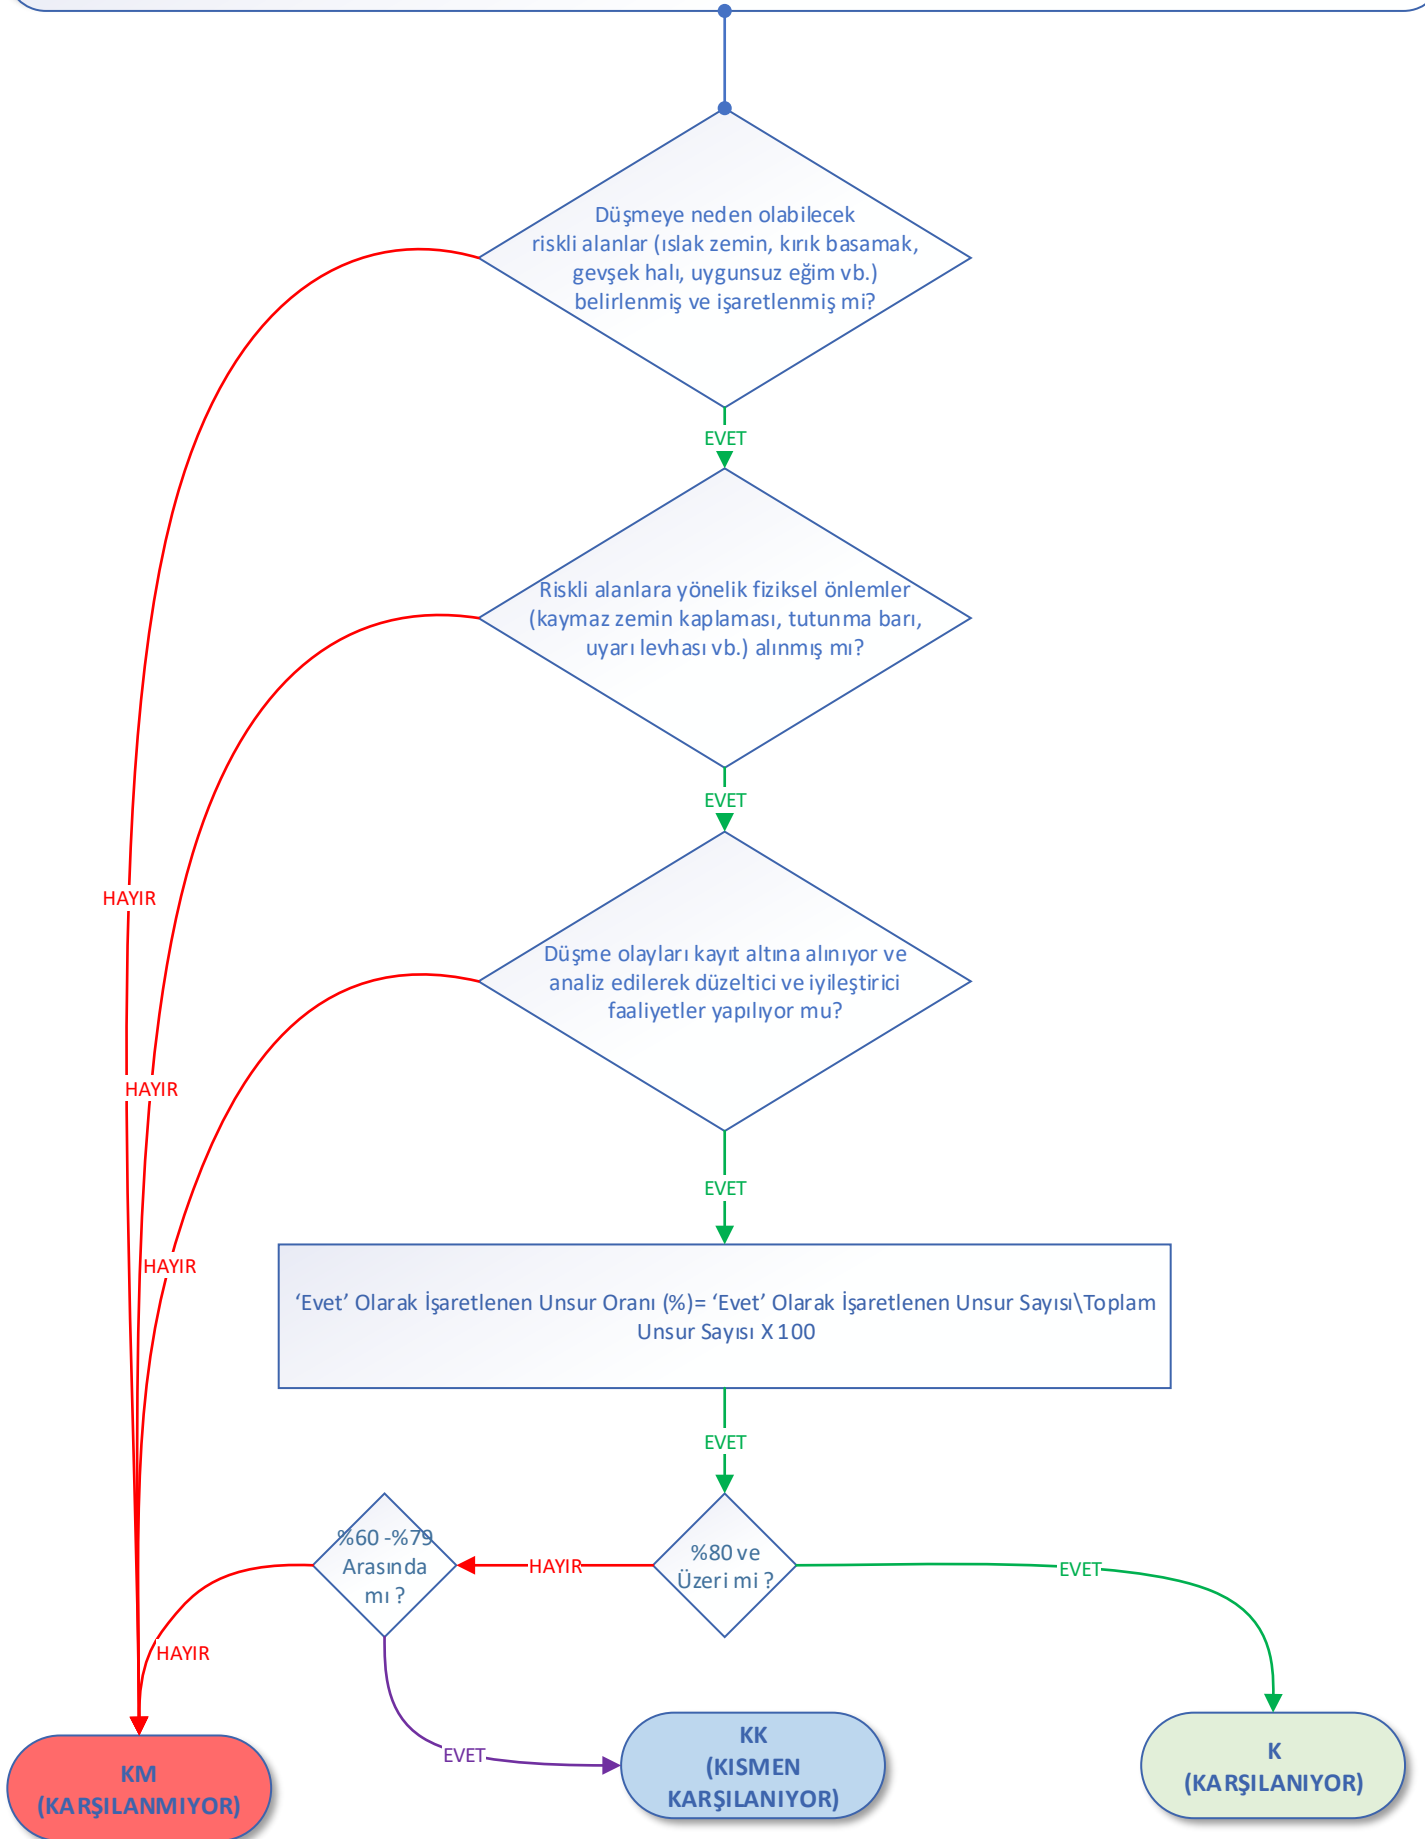 Düşmeye neden olabilecek
riskli alanlar (ıslak zemin, kırık basamak,
gevşek halı, uygunsuz eğim vb.)
belirlenmiş ve işaretlenmiş mi?
EVET
Riskli alanlara yönelik fiziksel önlemler
(kaymaz zemin kaplaması, tutunma barı,
uyarı levhası vb.) alınmış mı?
EVET
HAYIR
Düşme olayları kayıt altına alınıyor ve
analiz edilerek düzeltici ve iyileştirici
faaliyetler yapılıyor mu?
HAYIR
EVET
HAYIR
‘Evet’ Olarak İşaretlenen Unsur Oranı (%)= ‘Evet’ Olarak İşaretlenen Unsur Sayısı\Toplam
Unsur Sayısı X 100
EVET
%60 -%79
Arasında
mı ?
HAYIR
%80 ve
Üzeri mi ?
EVET
HAYIR
EVET
KM
(KARŞILANMIYOR)
KK
(KISMEN
KARŞILANIYOR)
K
(KARŞILANIYOR)